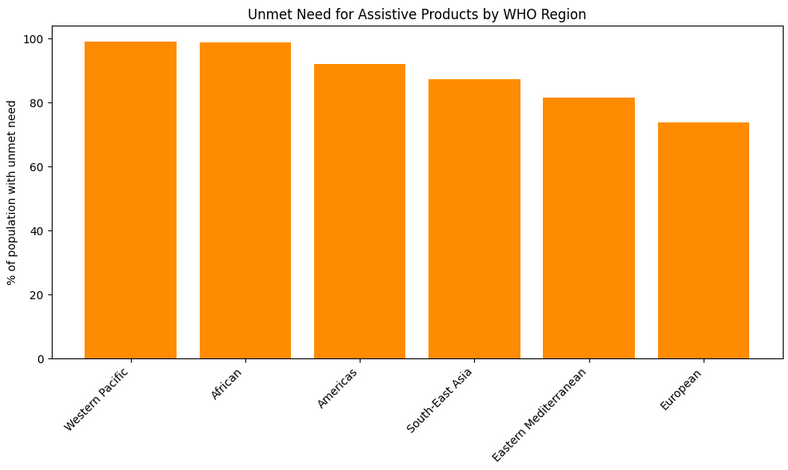 Unmet Need for Assistive Products by WHO Region
% of population with unmet need
100
80
60
40
20
0
Western Pacific
African
Americas
South-East Asia
Eastern Mediterranean
European